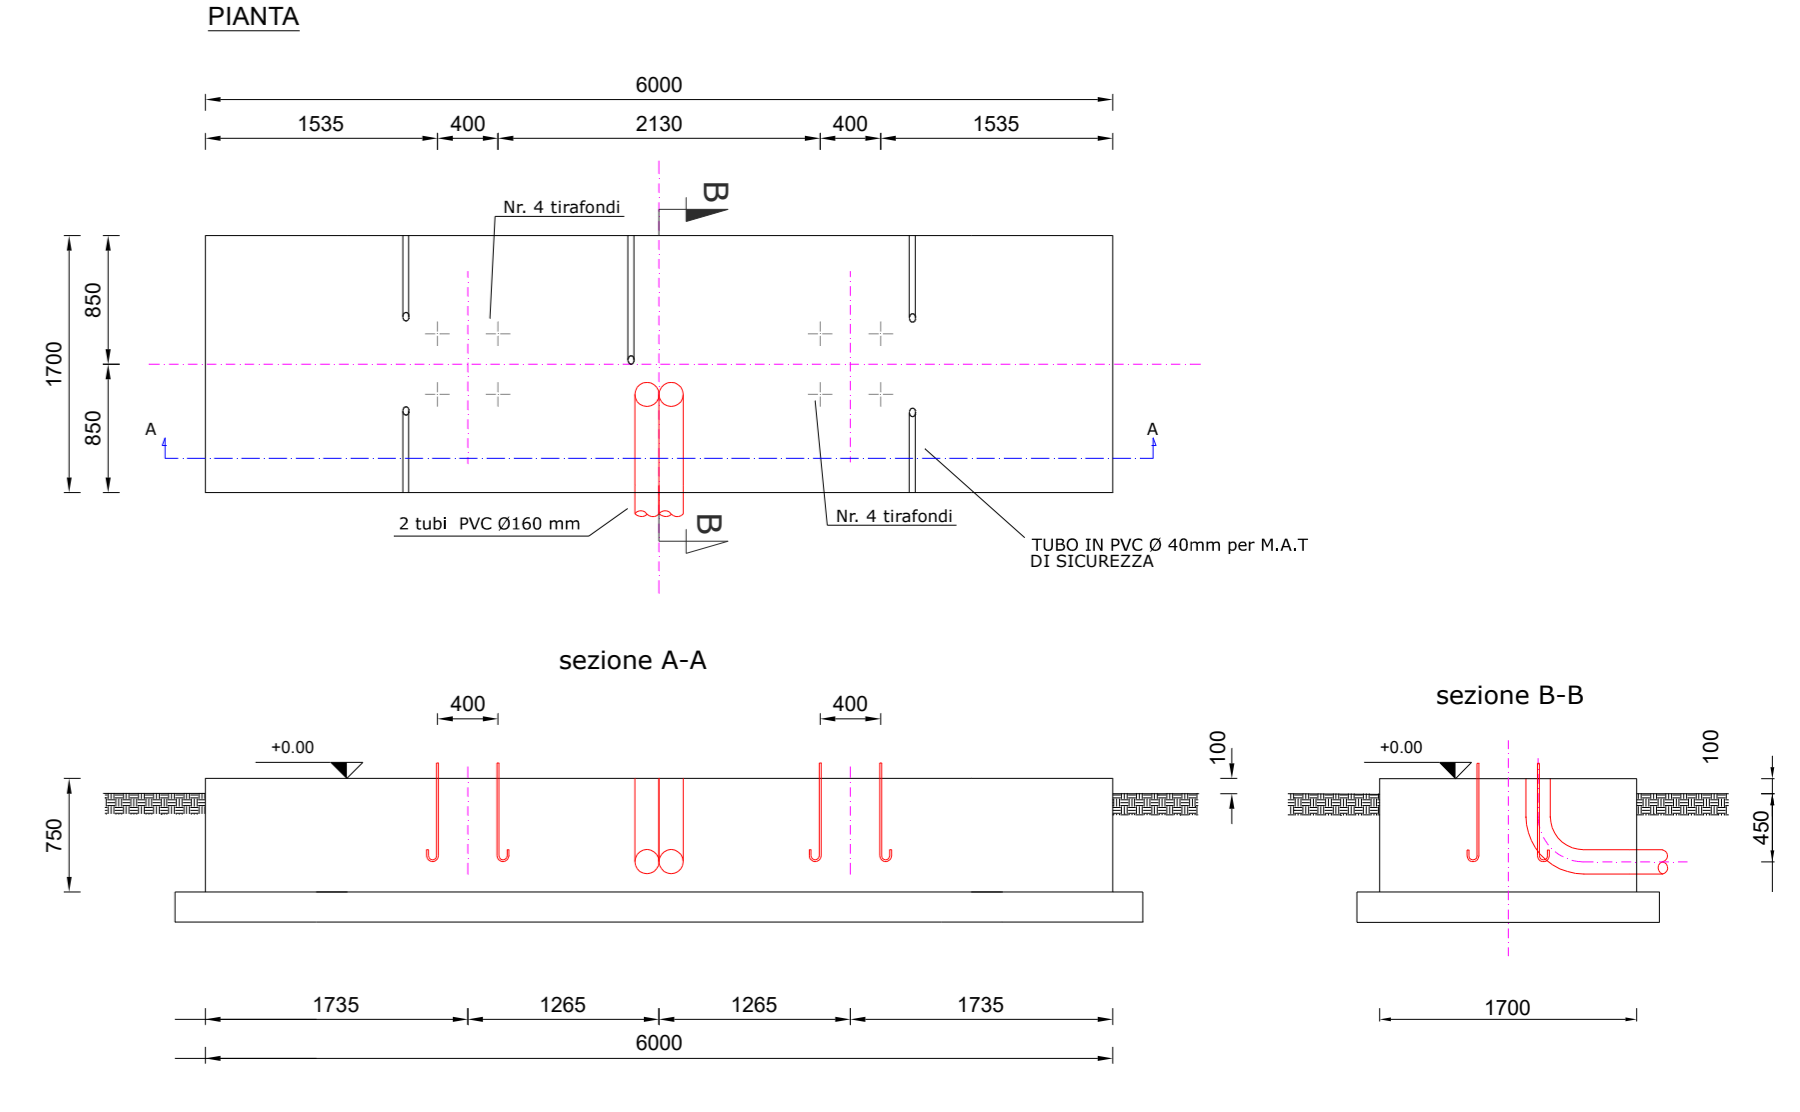 PIANTA
6000
1535 400 2130 400 1535
B
Nr. 4 tirafondi
1700
850
850
A
A
2 tubi PVC Ø160 mm
B
Nr. 4 tirafondi
TUBO IN PVC Ø 40mm per M.A.T
DI SICUREZZA
sezione A-A
400
400
+0.00
100
750
1735 1265 1265 1735
6000
sezione B-B
+0.00
100
450
1700